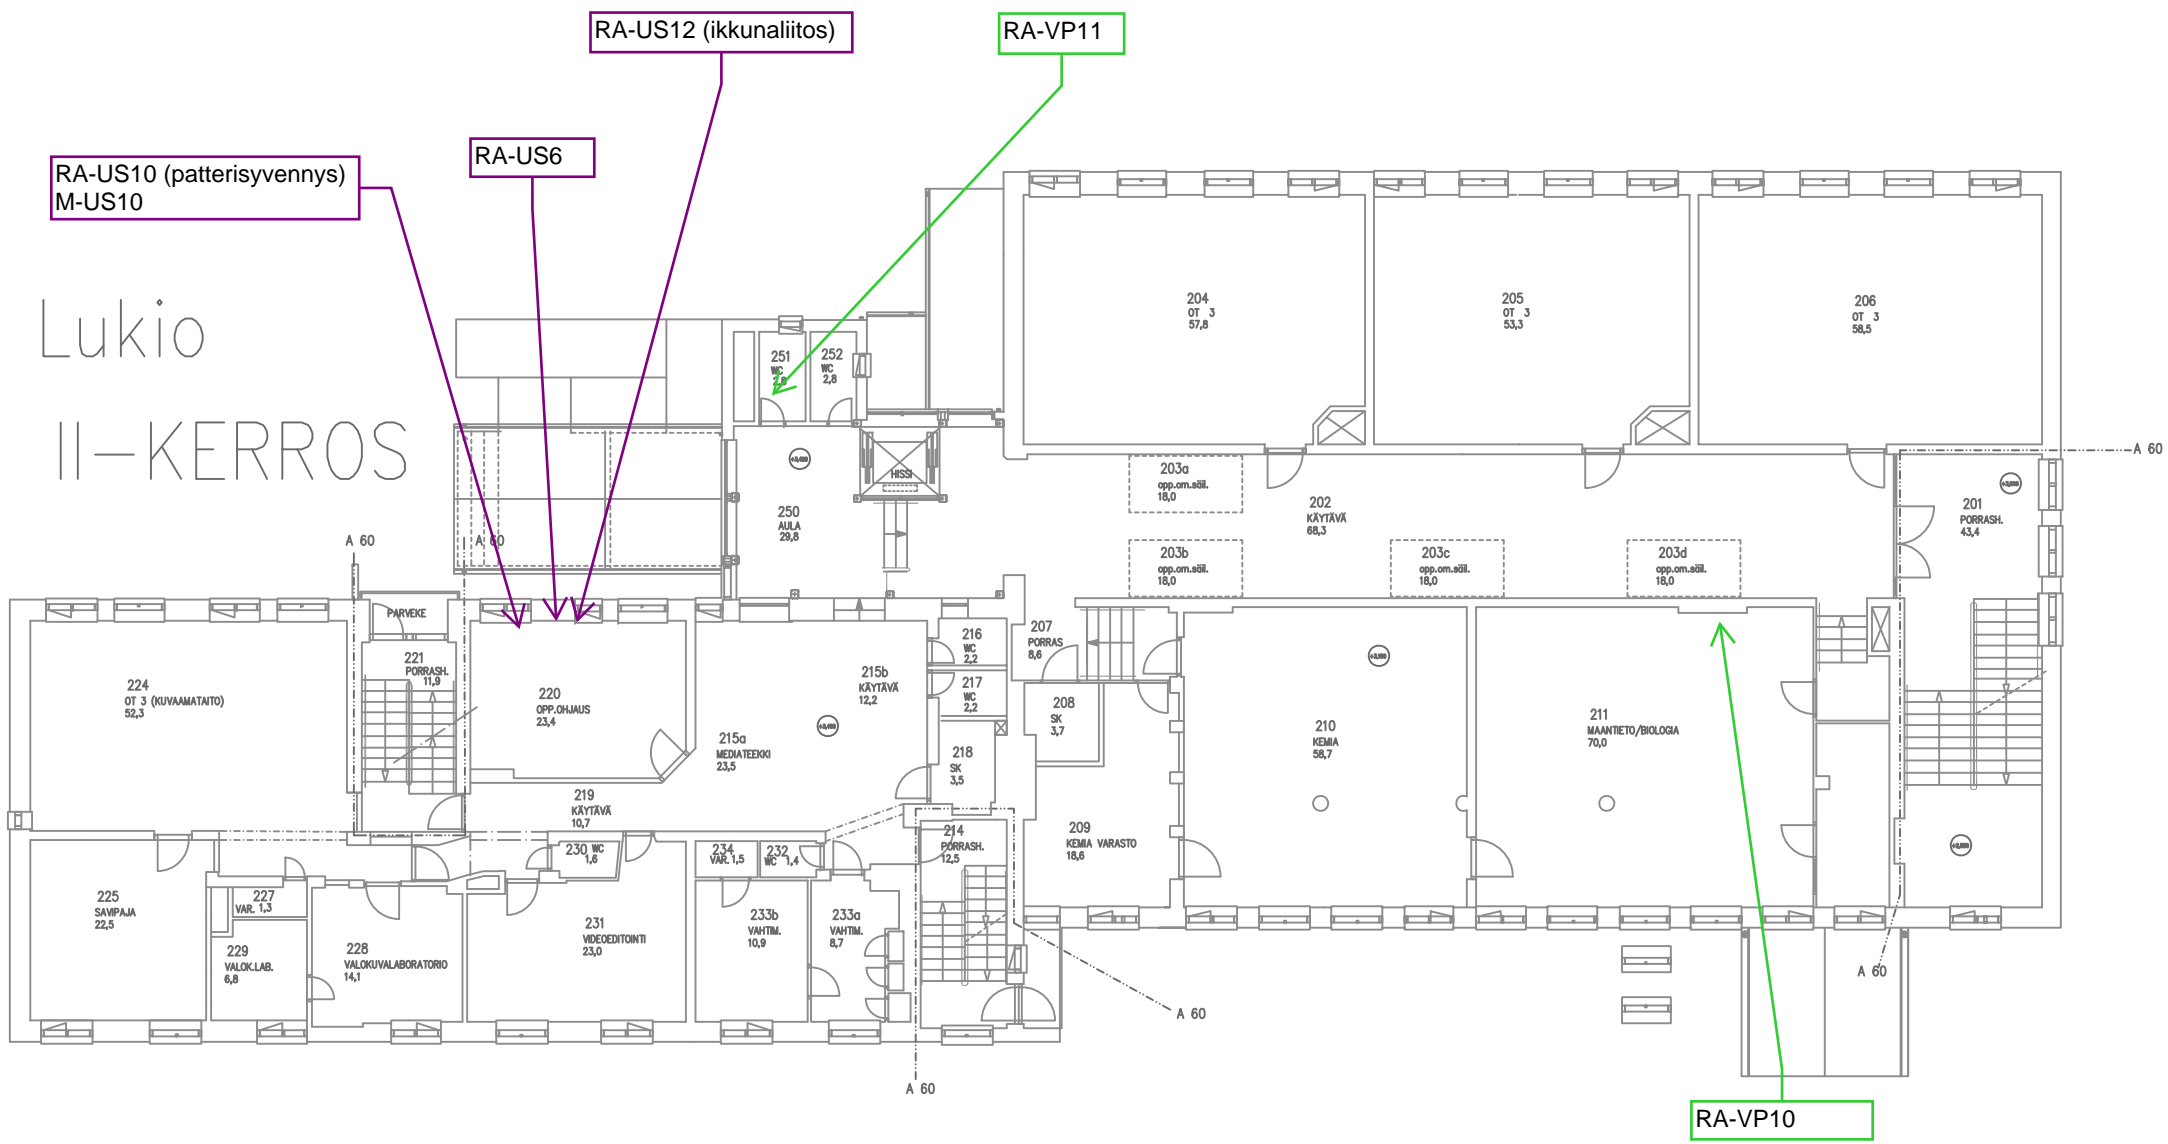 RA-US12 (ikkunaliitos)
RA-VP11
RA-US6
RA-US10 (patterisyvennys)
M-US10
Lukio
II-KERROS
204
OT 3
57,8
205
OT 3
53,3
206
OT 3
58,5
251
WC
2,8
252
WC
2,8
HISSI
+3,420
250
AULA
29,8
203a
opp.om.säil.
18,0
202
KÄYTÄVÄ
68,3
203b
opp.om.säil.
18,0
203c
opp.om.säil.
18,0
203d
opp.om.säil.
18,0
201
PORRASH.
43,4
A 60
A 60
A 60
PARVEKE
221
PORRASH.
11,9
224
OT 3 (KUVAAMATAITO)
52,3
220
OPP.OHJAUS
23,4
215b
KÄYTÄVÄ
12,2
215a
MEDIATEEKKI
23,5
216
WC
2,2
217
WC
2,2
218
SK
3,5
207
PORRAS
8,6
208
SK
3,7
210
KEMIA
58,7
211
MAANTIETO/BIOLOGIA
70,0
219
KÄYTÄVÄ
10,7
209
KEMIA VARASTO
18,6
214
PORRASH.
12,5
230 WC
1,6
234
VAR. 1,5
232
WC 1,4
225
SAVIPAJA
22,5
227
VAR. 1,3
229
VALOK.LAB.
6,8
228
VALOKUVALABORATORIO
14,1
231
VIDEOEDITOINTI
23,0
233b
VAHTIM.
10,9
233a
VAHTIM.
8,7
A 60
A 60
A 60
RA-VP10